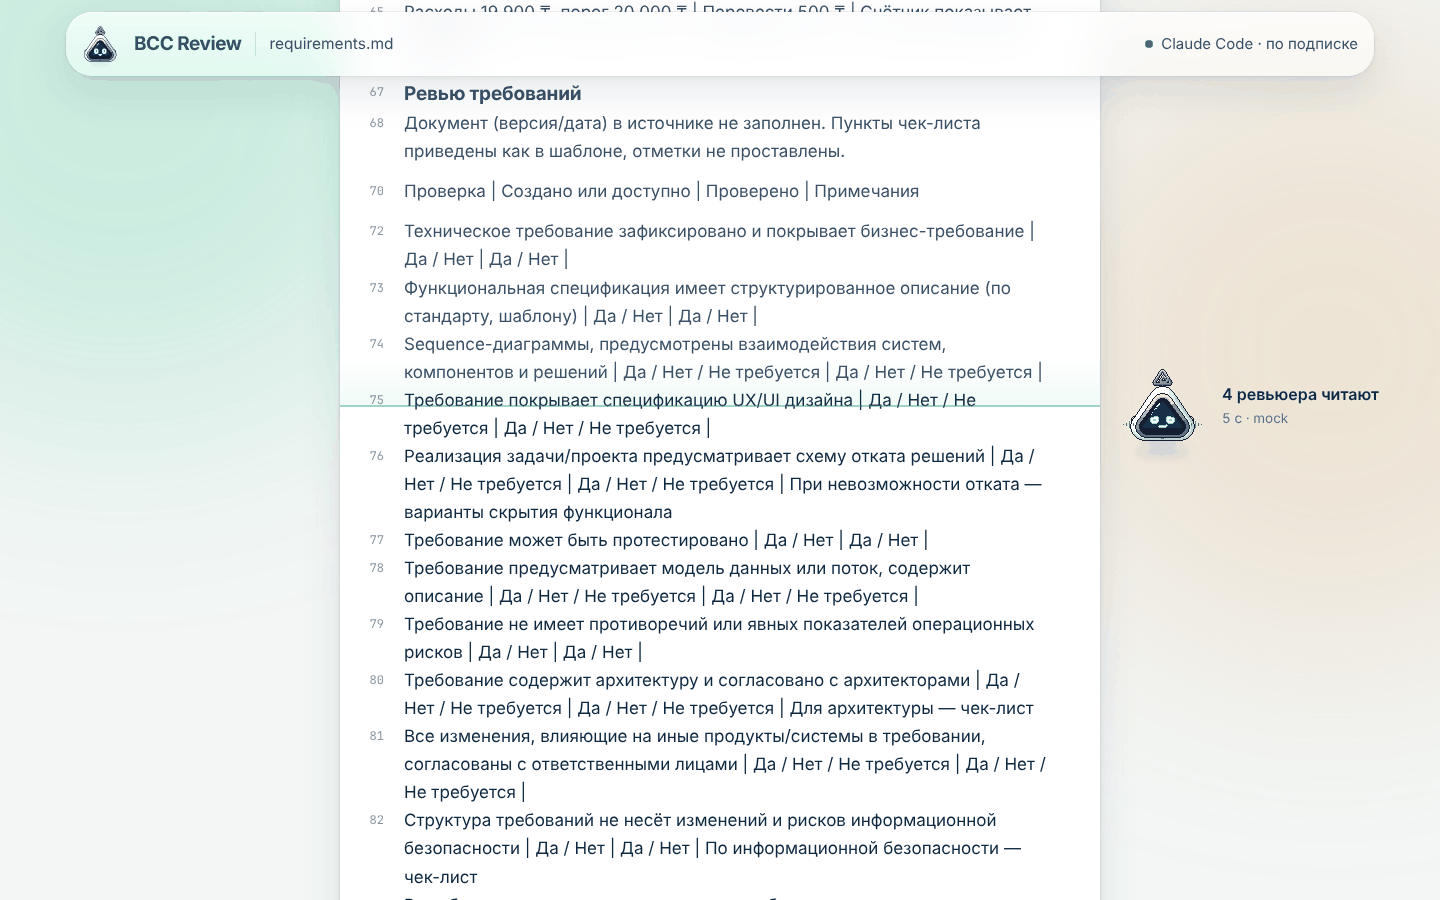 65 Расходы 19 900 ₸, порог 20 000 ₸ | Перевести 500 ₸ | Счётчик показывает
BCC Review
requirements.md
Claude Code · по подписке
67 Ревью требований
68 Документ (версия/дата) в источнике не заполнен. Пункты чек-листа
приведены как в шаблоне, отметки не проставлены.
70 Проверка | Создано или доступно | Проверено | Примечания
72 Техническое требование зафиксировано и покрывает бизнес-требование |
Да / Нет | Да / Нет |
73 Функциональная спецификация имеет структурированное описание (по
стандарту, шаблону) | Да / Нет | Да / Нет |
74 Sequence-диаграммы, предусмотрены взаимодействия систем,
компонентов и решений | Да / Нет / Не требуется | Да / Нет / Не требуется |
75 Требование покрывает спецификацию UX/UI дизайна | Да / Нет / Не
требуется | Да / Нет / Не требуется |
4 ревьюера читают
5 с · mock
76 Реализация задачи/проекта предусматривает схему отката решений | Да /
Нет / Не требуется | Да / Нет / Не требуется | При невозможности отката —
варианты скрытия функционала
77 Требование может быть протестировано | Да / Нет | Да / Нет |
78 Требование предусматривает модель данных или поток, содержит
описание | Да / Нет / Не требуется | Да / Нет / Не требуется |
79 Требование не имеет противоречий или явных показателей операционных
рисков | Да / Нет | Да / Нет |
80 Требование содержит архитектуру и согласовано с архитекторами | Да /
Нет / Не требуется | Да / Нет / Не требуется | Для архитектуры — чек-лист
81 Все изменения, влияющие на иные продукты/системы в требовании,
согласованы с ответственными лицами | Да / Нет / Не требуется | Да / Нет /
Не требуется |
82 Структура требований не несёт изменений и рисков информационной
безопасности | Да / Нет | Да / Нет | По информационной безопасности —
чек-лист